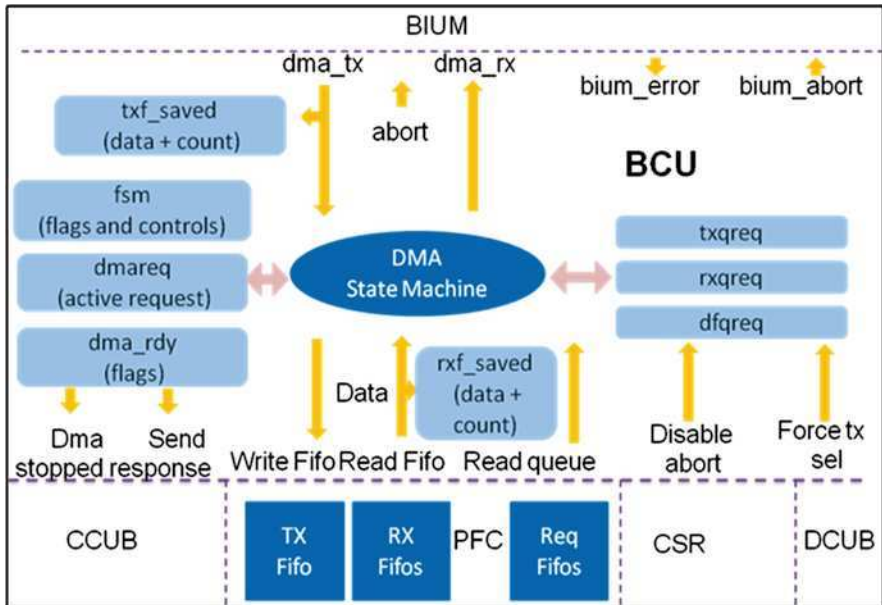 BIUM
dma_tx
dma_rx
bium_error
bium_abort
txf_saved
(data + count)
abort
BCU
fsm
(flags and controls)
txqreq
dmareq
(active request)
DMA
State Machine
rxqreq
dfqreq
dma_rdy
(flags)
Data
rxf_saved
(data +
count)
Dma
stopped
Send
response
Write Fifo
Read Fifo
Read queue
Disable
abort
Force tx
sel
CCUB
TX
Fifo
RX
Fifos
PFC
Req
Fifos
CSR
DCUB